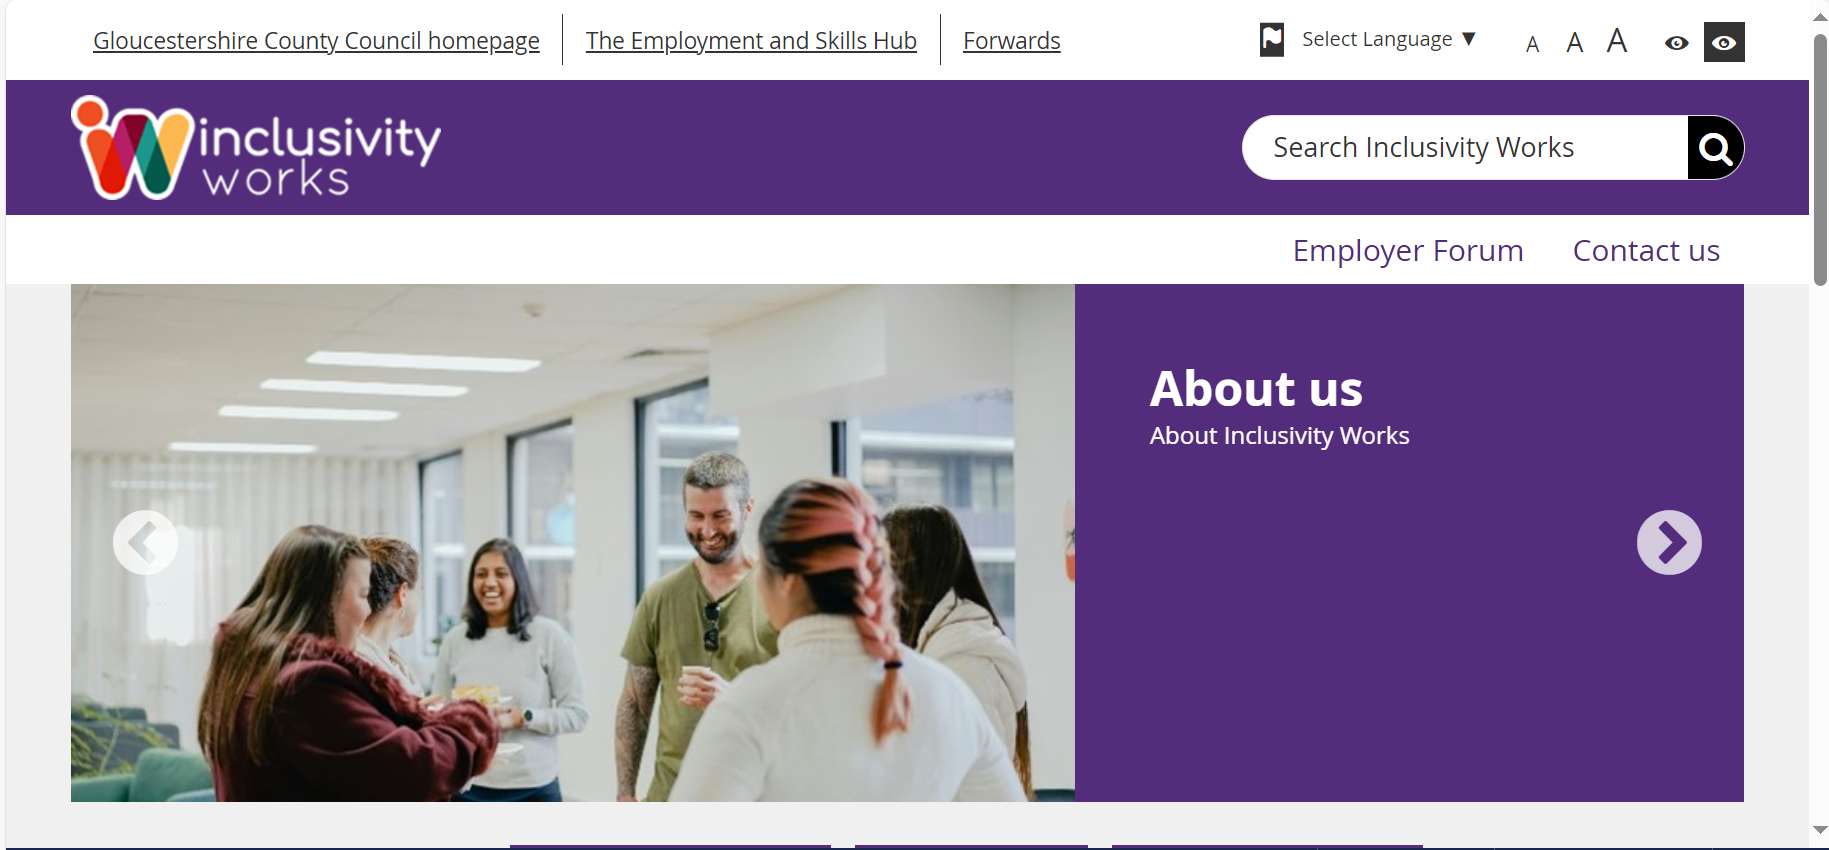 Gloucestershire County Council homepage
The Employment and Skills Hub
Forwards
Select Language ▼
A A A
inclusivity
works
Search Inclusivity Works
Employer Forum
Contact us
About us
About Inclusivity Works